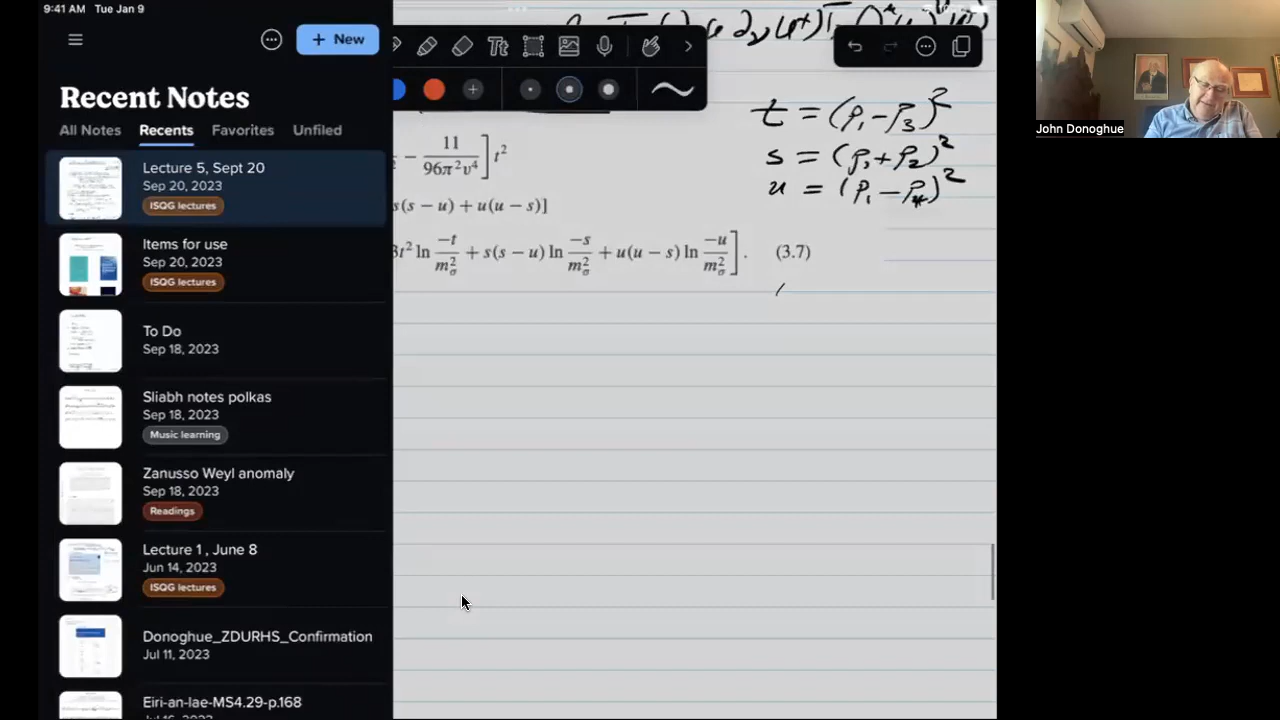 9:41 AM Tue Jan 9
+ New
Recent Notes
All Notes Recents Favorites Unfiled
Lecture 5, Sept 20
Sep 20, 2023
ISQG lectures
Items for use
Sep 20, 2023
ISQG lectures
To Do
Sep 18, 2023
Sliabh notes polkas
Sep 18, 2023
Music learning
Zanusso Weyl anomaly
Sep 18, 2023
Readings
Lecture 1 , June 8
Jun 14, 2023
ISQG lectures
Donoghue_ZDURHS_Confirmation
Jul 11, 2023
Eiri-an-lae-MS4.29-p.168
Tt
t = (p₁ - p₃)²
s = (p₁ + p₂)²
u = (p₁ - p₄)²
- 11/96π²v⁴ ] t²
s(s − u) + u(u − s)]
3t² ln −t/m²σ + s(s − u) ln −s/m²σ + u(u − s) ln −u/m²σ ]. (3.7)
John Donoghue